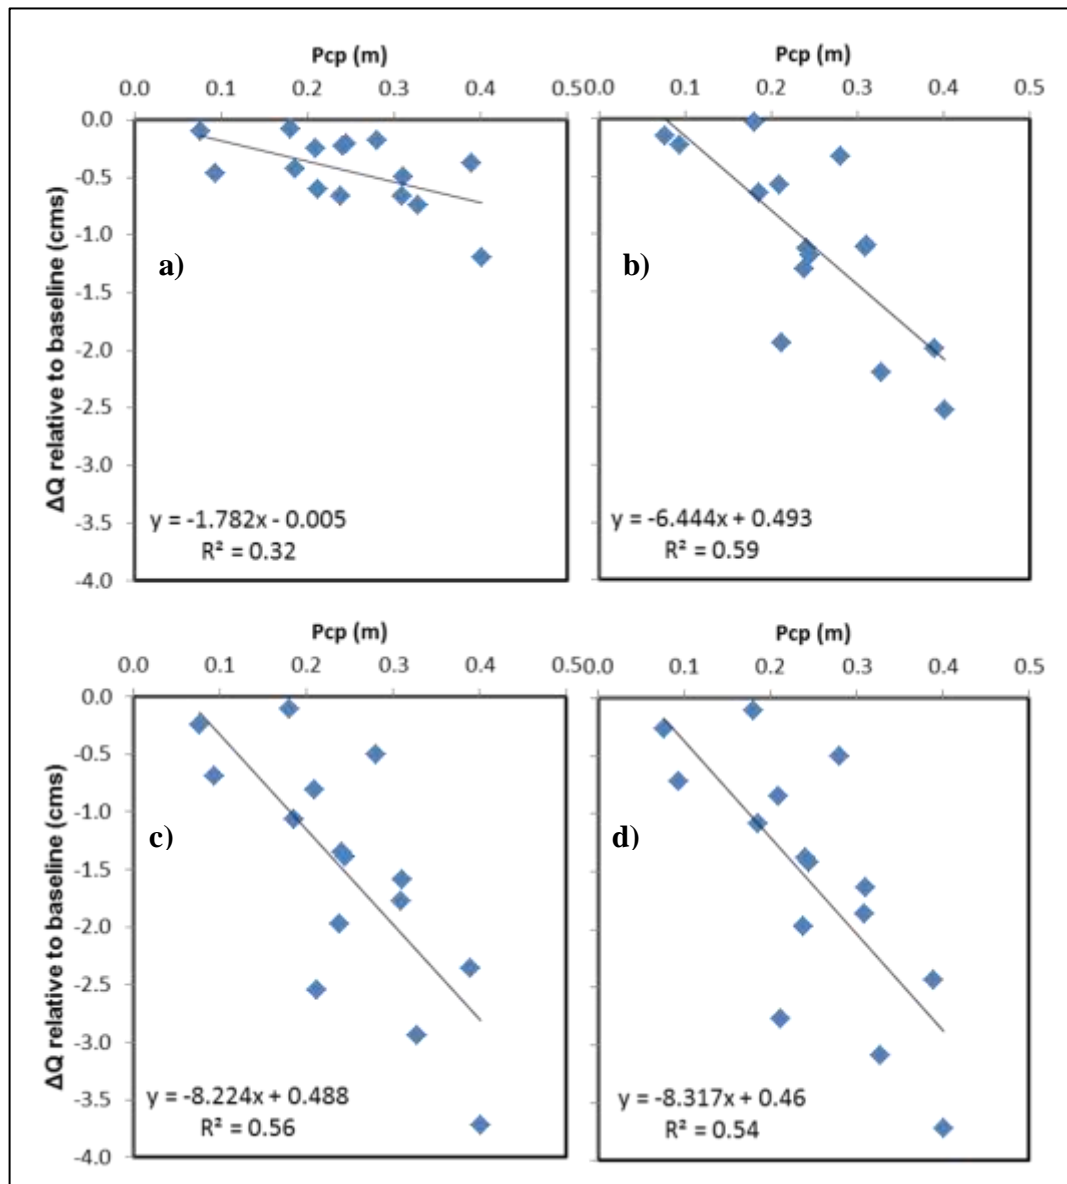 Pcp (m)
0.0 0.1 0.2 0.3 0.4 0.5
0.0
-0.5
-1.0
-1.5
-2.0
-2.5
-3.0
-3.5
-4.0
ΔQ relative to baseline (cms)
a)
y = -1.782x - 0.005
R² = 0.32
Pcp (m)
0.0 0.1 0.2 0.3 0.4 0.5
b)
y = -6.444x + 0.493
R² = 0.59
Pcp (m)
0.0 0.1 0.2 0.3 0.4 0.5
0.0
-0.5
-1.0
-1.5
-2.0
-2.5
-3.0
-3.5
-4.0
ΔQ relative to baseline (cms)
c)
y = -8.224x + 0.488
R² = 0.56
Pcp (m)
0.0 0.1 0.2 0.3 0.4 0.5
d)
y = -8.317x + 0.46
R² = 0.54